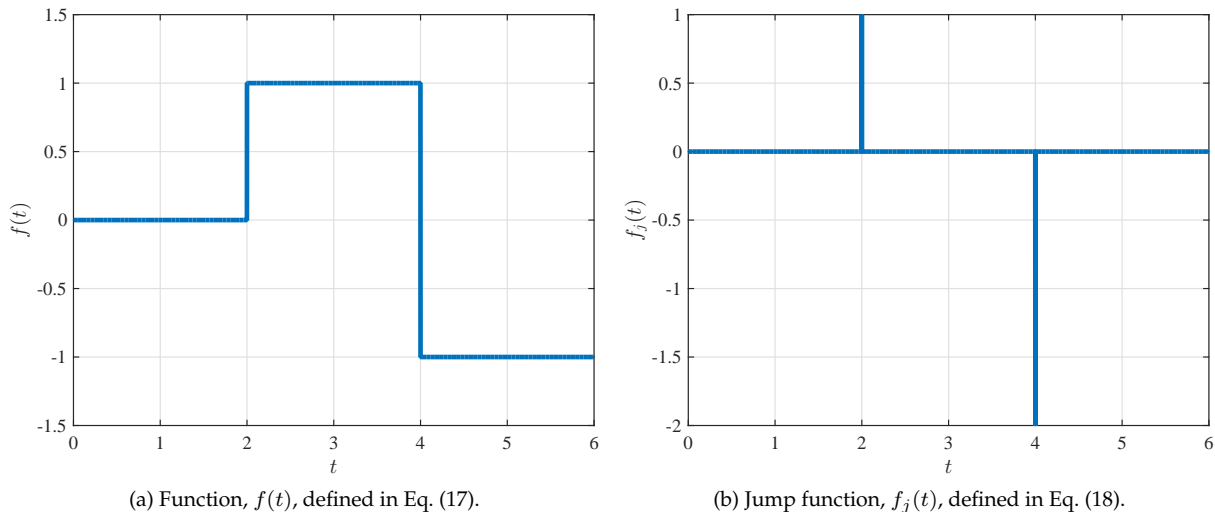 1.5
1
0.5
0
-0.5
-1
-1.5
f(t)
0 1 2 3 4 5 6
t
(a) Function, f(t), defined in Eq. (17).
1
0.5
0
-0.5
-1
-1.5
-2
f_j(t)
0 1 2 3 4 5 6
t
(b) Jump function, f_j(t), defined in Eq. (18).